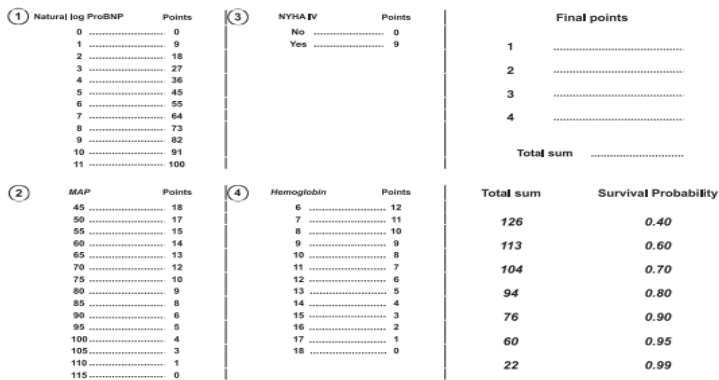 1 Natural log ProBNP Points
0 ........ 0
1 ........ 9
2 ........ 18
3 ........ 27
4 ........ 36
5 ........ 45
6 ........ 55
7 ........ 64
8 ........ 73
9 ........ 82
10 ........ 91
11 ........ 100
2 MAP Points
45 ........ 18
50 ........ 17
55 ........ 15
60 ........ 14
65 ........ 13
70 ........ 12
75 ........ 10
80 ........ 9
85 ........ 8
90 ........ 6
95 ........ 5
100 ........ 4
105 ........ 3
110 ........ 1
115 ........ 0
3 NYHA IV Points
No ........ 0
Yes ........ 9
4 Hemoglobin Points
6 ........ 12
7 ........ 11
8 ........ 10
9 ........ 9
10 ........ 8
11 ........ 7
12 ........ 6
13 ........ 5
14 ........ 4
15 ........ 3
16 ........ 2
17 ........ 1
18 ........ 0
Final points
1 ........
2 ........
3 ........
4 ........
Total sum ........
Total sum Survival Probability
126 0.40
113 0.60
104 0.70
94 0.80
76 0.90
60 0.95
22 0.99